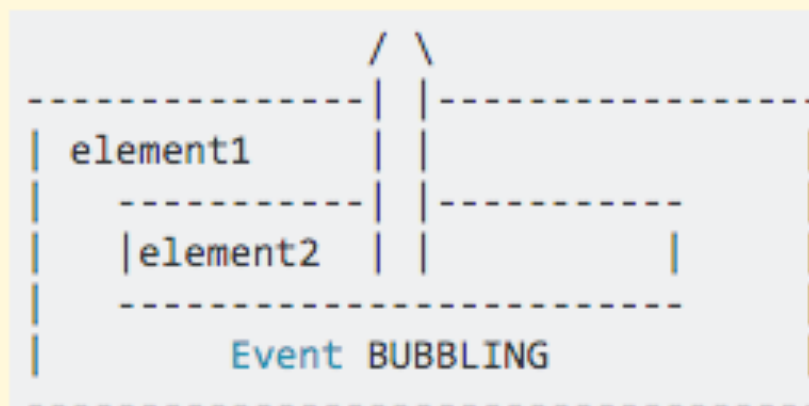 / \
---------------| |-----------------
| element1 | |
| -----------| |-----------
| |element2 | | |
| -------------------------
| Event BUBBLING
-----------------------------------